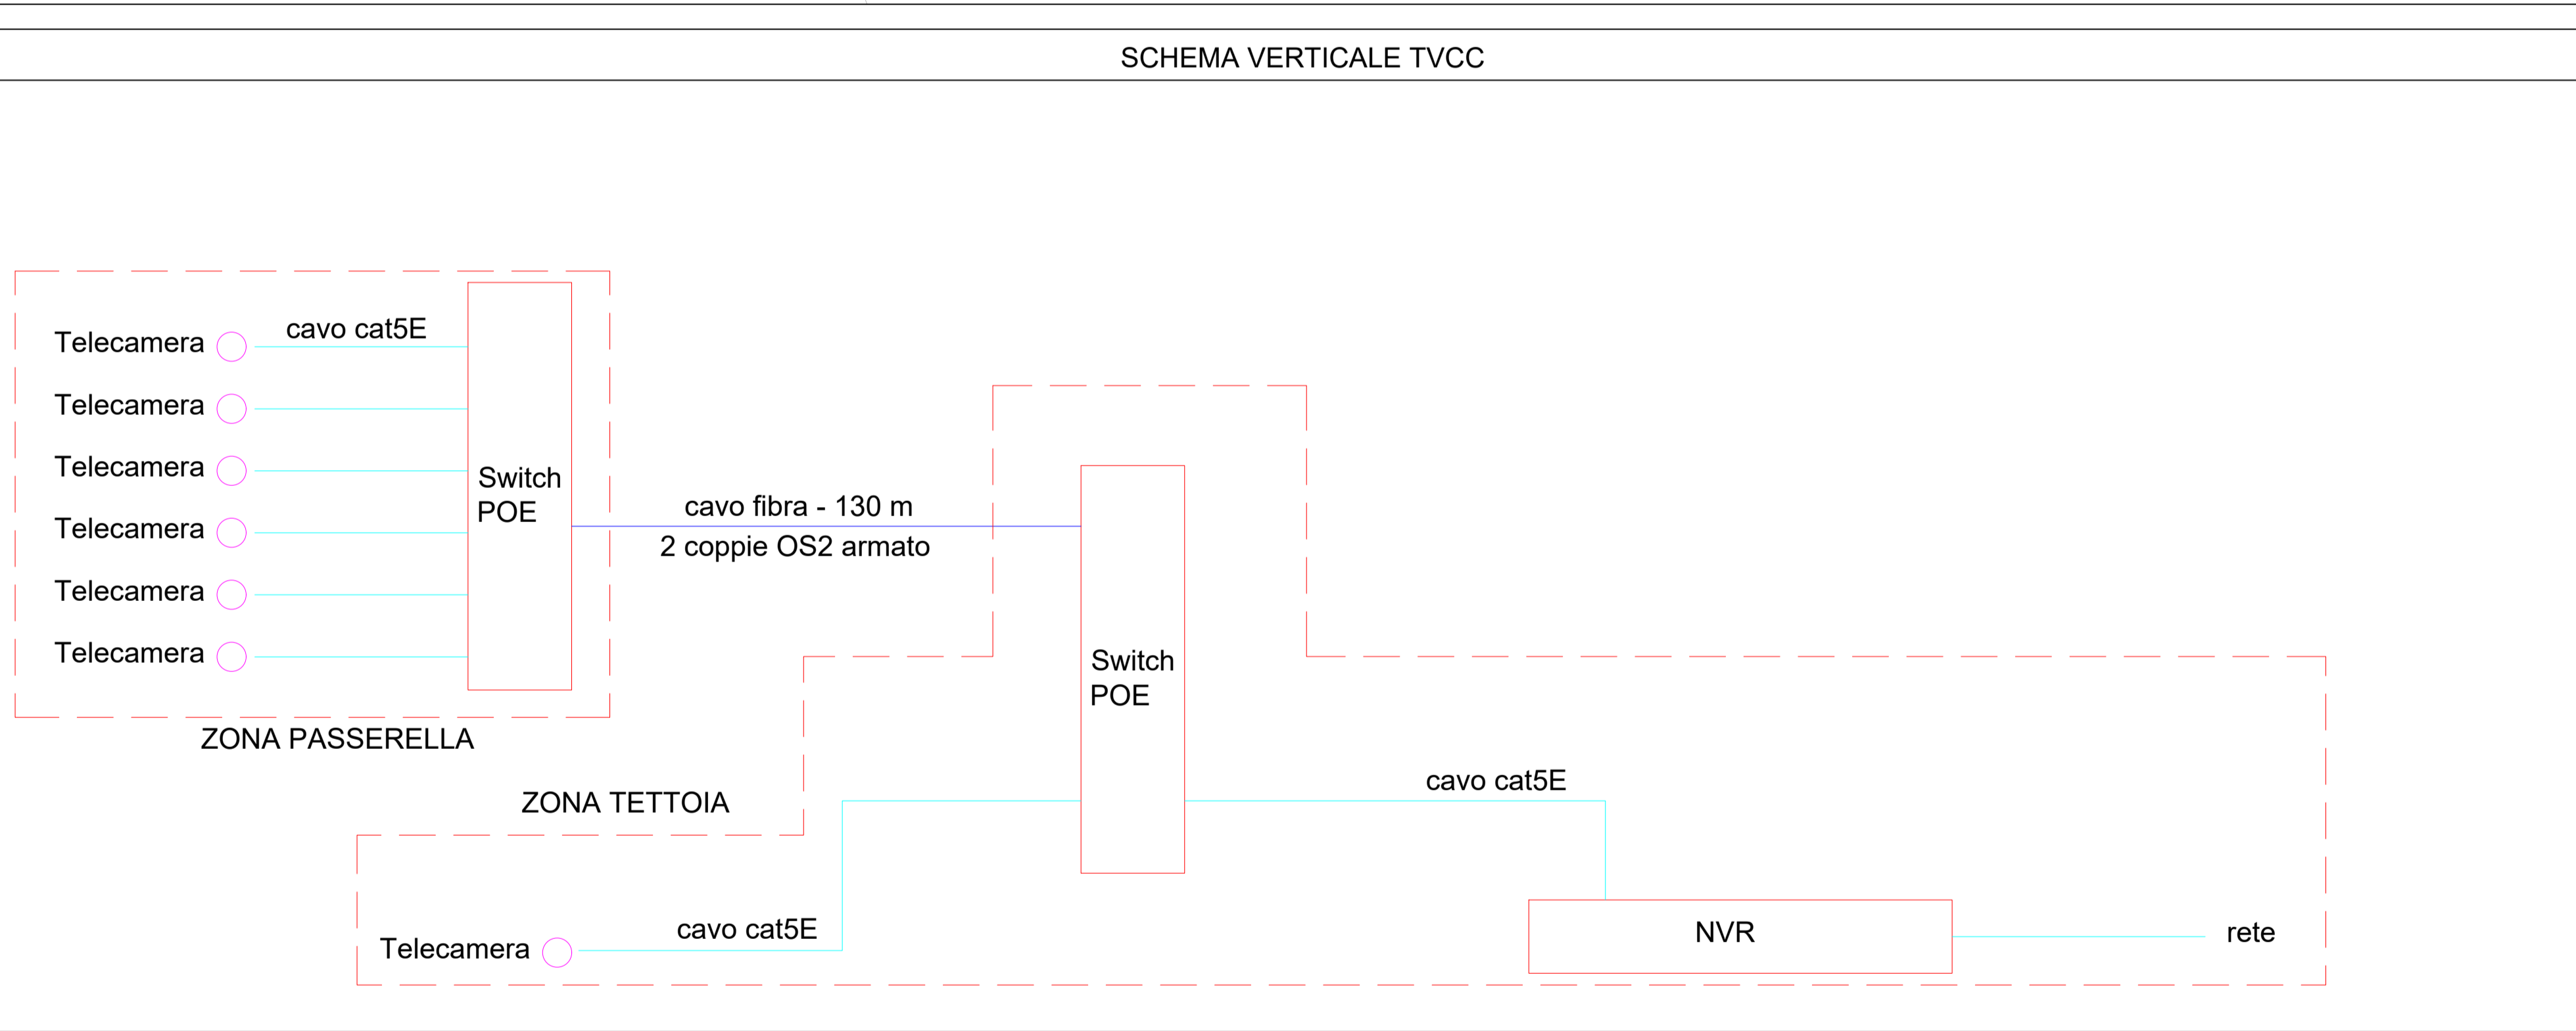 SCHEMA VERTICALE TVCC
Telecamera
cavo cat5E
Telecamera
Telecamera
Telecamera
Telecamera
Telecamera
Switch
POE
ZONA PASSERELLA
cavo fibra - 130 m
2 coppie OS2 armato
Switch
POE
ZONA TETTOIA
Telecamera
cavo cat5E
cavo cat5E
NVR
rete